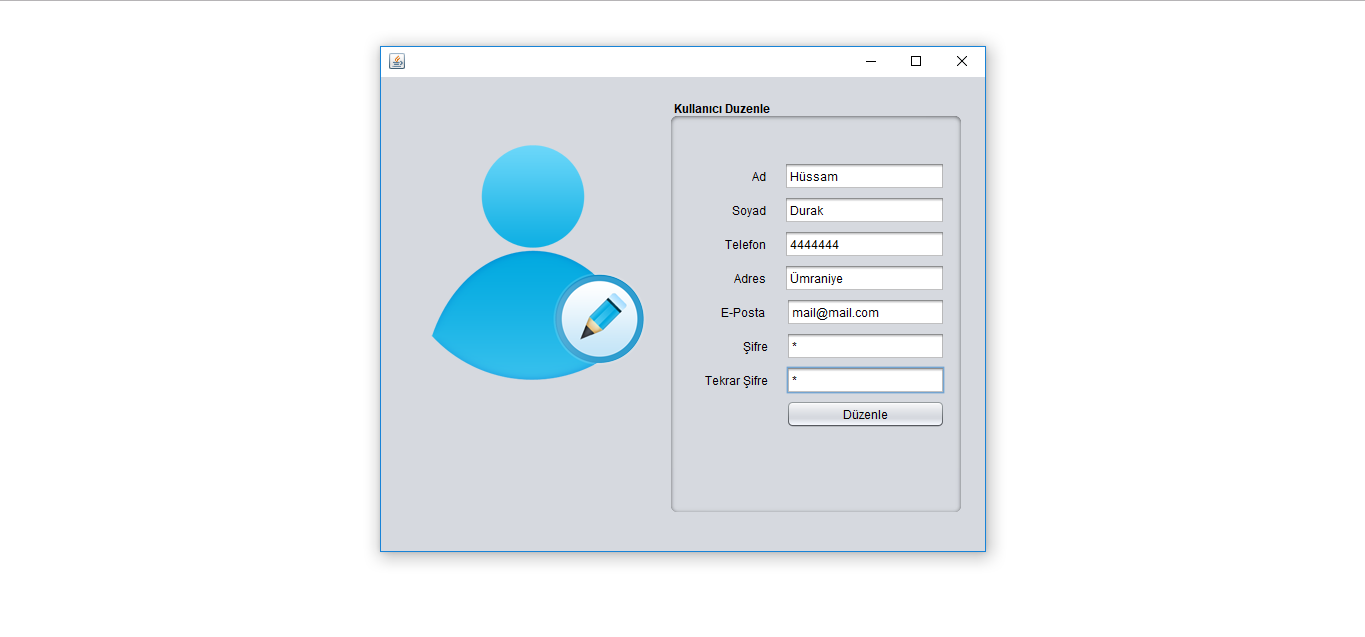 Kullanıcı Duzenle
Ad Hüssam
Soyad Durak
Telefon 4444444
Adres Ümraniye
E-Posta mail@mail.com
Şifre *
Tekrar Şifre *
Düzenle